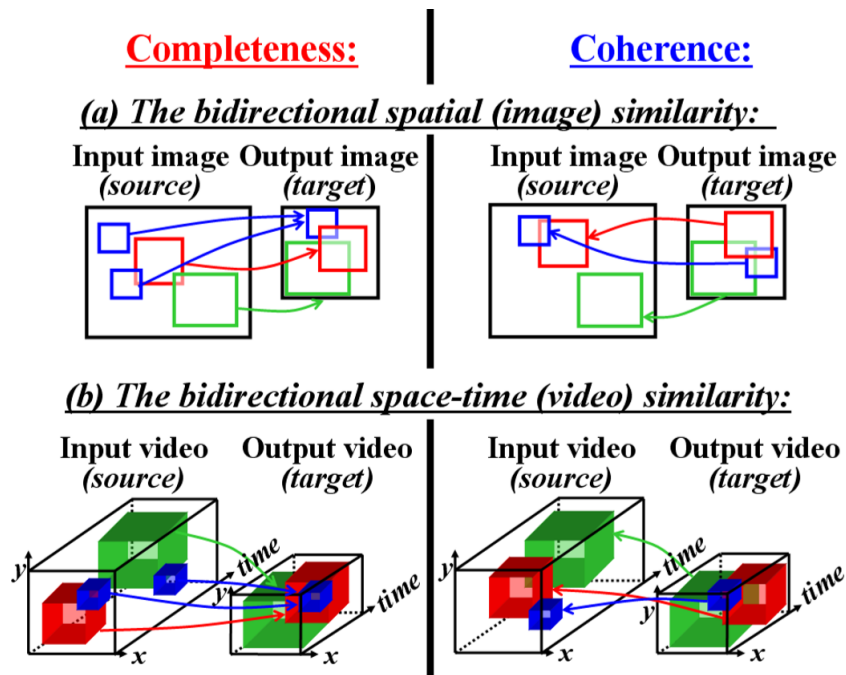 Completeness: Coherence:
(a) The bidirectional spatial (image) similarity:
Input image Output image Input image Output image
(source) (target) (source) (target)
(b) The bidirectional space-time (video) similarity:
Input video Output video Input video Output video
(source) (target) (source) (target)
y time y time x x
y time y time x x